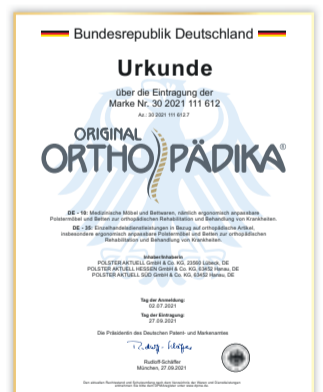 Bundesrepublik Deutschland
Urkunde
über die Eintragung der
Marke Nr. 30 2021 111 612
Az.: 30 2021 111 612.7
ORIGINAL
ORTHOPÄDIKA®
DE - 10: Medizinische Möbel und Bettwaren, nämlich ergonomisch anpassbare
Polstermöbel und Betten zur orthopädischen Rehabilitation und Behandlung von Krankheiten.
DE - 35: Einzelhandelsdienstleistungen in Bezug auf orthopädische Artikel,
insbesondere ergonomisch anpassbare Polstermöbel und Betten zur orthopädischen
Rehabilitation und Behandlung von Krankheiten.
Inhaber/Inhaberin
POLSTER AKTUELL GmbH & Co. KG, 23560 Lübeck, DE
POLSTER AKTUELL HESSEN GmbH & Co. KG, 63452 Hanau, DE
POLSTER AKTUELL SÜD GmbH & Co. KG, 63452 Hanau, DE
Tag der Anmeldung:
02.07.2021
Tag der Eintragung:
27.09.2021
Die Präsidentin des Deutschen Patent- und Markenamtes
Rudloff-Schäffer
München, 27.09.2021